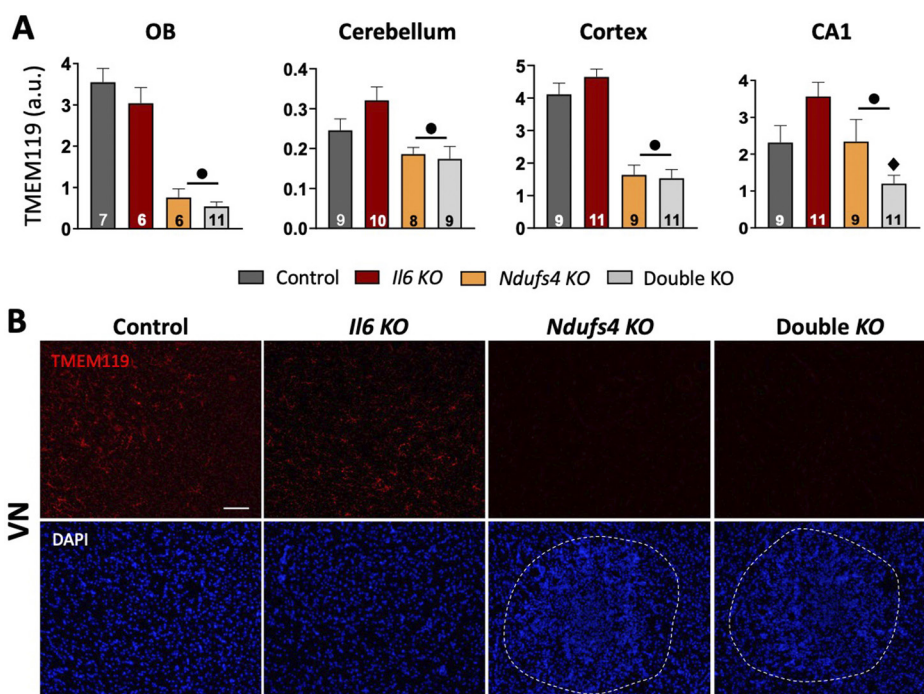 A
OB
Cerebellum
Cortex
CA1
TMEM119 (a.u.)
4
3
2
1
0
7
6
6
11
0.4
0.3
0.2
0.1
0.0
9
10
8
9
5
4
3
2
1
0
9
11
9
11
4
3
2
1
0
9
11
9
11
Control
Il6 KO
Ndufs4 KO
Double KO
B
Control
Il6 KO
Ndufs4 KO
Double KO
VN
TMEM119
DAPI